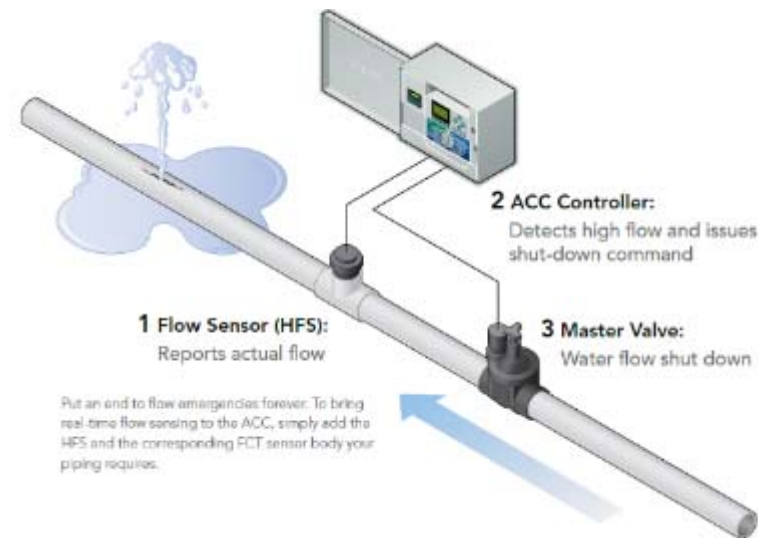 2 ACC Controller:
Detects high flow and issues
shut-down command
1 Flow Sensor (HFS):
Reports actual flow
3 Master Valve:
Water flow shut down
Put an end to flow emergencies forever. To bring
real-time flow sensing to the ACC, simply add the
HFS and the corresponding FCT sensor body your
piping requires.